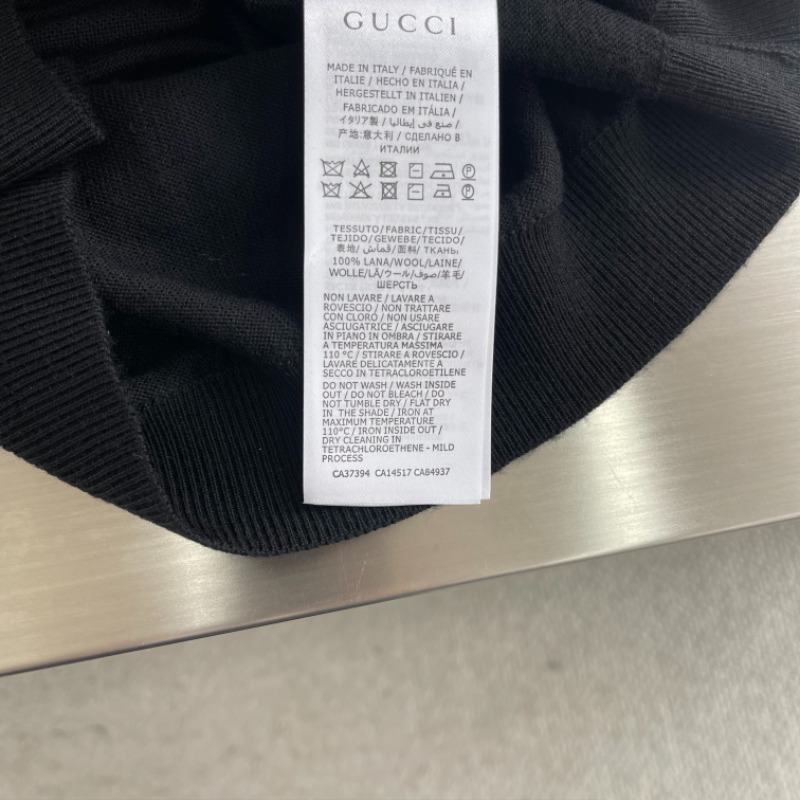 GUCCI
MADE IN ITALY / FABRIQUÉ EN
ITALIE / HECHO EN ITALIA /
HERGESTELLT IN ITALIEN /
FABRICADO EM ITÁLIA /
イタリア製 / صنع في إيطاليا /
产地:意大利 / СДЕЛАНО В
ИТАЛИИ
TESSUTO/FABRIC/TISSU/
TEJIDO/GEWEBE/TECIDO/
表地/قماش/面料/ ТКАНЬ:
100% LANA/WOOL/LAINE/
WOLLE/LÃ/ウール/صوف/羊毛/
ШЕРСТЬ
NON LAVARE / LAVARE A
ROVESCIO / NON TRATTARE
CON CLORO / NON USARE
ASCIUGATRICE / ASCIUGARE
IN PIANO IN OMBRA / STIRARE
A TEMPERATURA MASSIMA
110 °C / STIRARE A ROVESCIO /
LAVARE DELICATAMENTE A
SECCO IN TETRACLOROETILENE
DO NOT WASH / WASH INSIDE
OUT / DO NOT BLEACH / DO
NOT TUMBLE DRY / FLAT DRY
IN THE SHADE / IRON AT
MAXIMUM TEMPERATURE
110°C / IRON INSIDE OUT /
DRY CLEANING IN
TETRACHLOROETHENE - MILD
PROCESS
CA37394 CA14517 CA84937